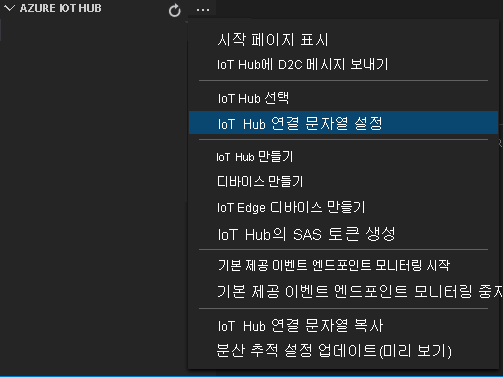 AZURE IOT HUB
시작 페이지 표시
IoT Hub에 D2C 메시지 보내기
IoT Hub 선택
IoT Hub 연결 문자열 설정
IoT Hub 만들기
디바이스 만들기
IoT Edge 디바이스 만들기
IoT Hub의 SAS 토큰 생성
기본 제공 이벤트 엔드포인트 모니터링 시작
기본 제공 이벤트 엔드포인트 모니터링 중지
IoT Hub 연결 문자열 복사
분산 추적 설정 업데이트(미리 보기)